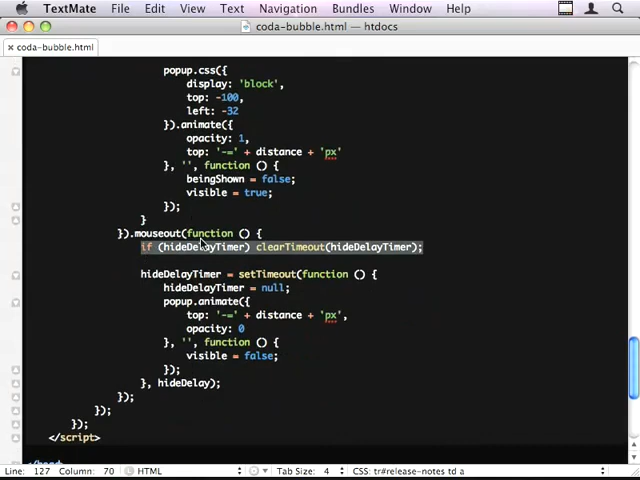 TextMate File Edit View Text Navigation Bundles Window Help
coda-bubble.html — htdocs
× coda-bubble.html
popup.css({
display: 'block',
top: -100,
left: -32
}).animate({
opacity: 1,
top: '-=' + distance + 'px'
}, '', function () {
beingShown = false;
visible = true;
});
}
}).mouseout(function () {
if (hideDelayTimer) clearTimeout(hideDelayTimer);
hideDelayTimer = setTimeout(function () {
hideDelayTimer = null;
popup.animate({
top: '-=' + distance + 'px',
opacity: 0
}, '', function () {
visible = false;
});
}, hideDelay);
});
});
});
</script>
Line: 127 Column: 70 HTML Tab Size: 4 CSS: tr#release-notes td a